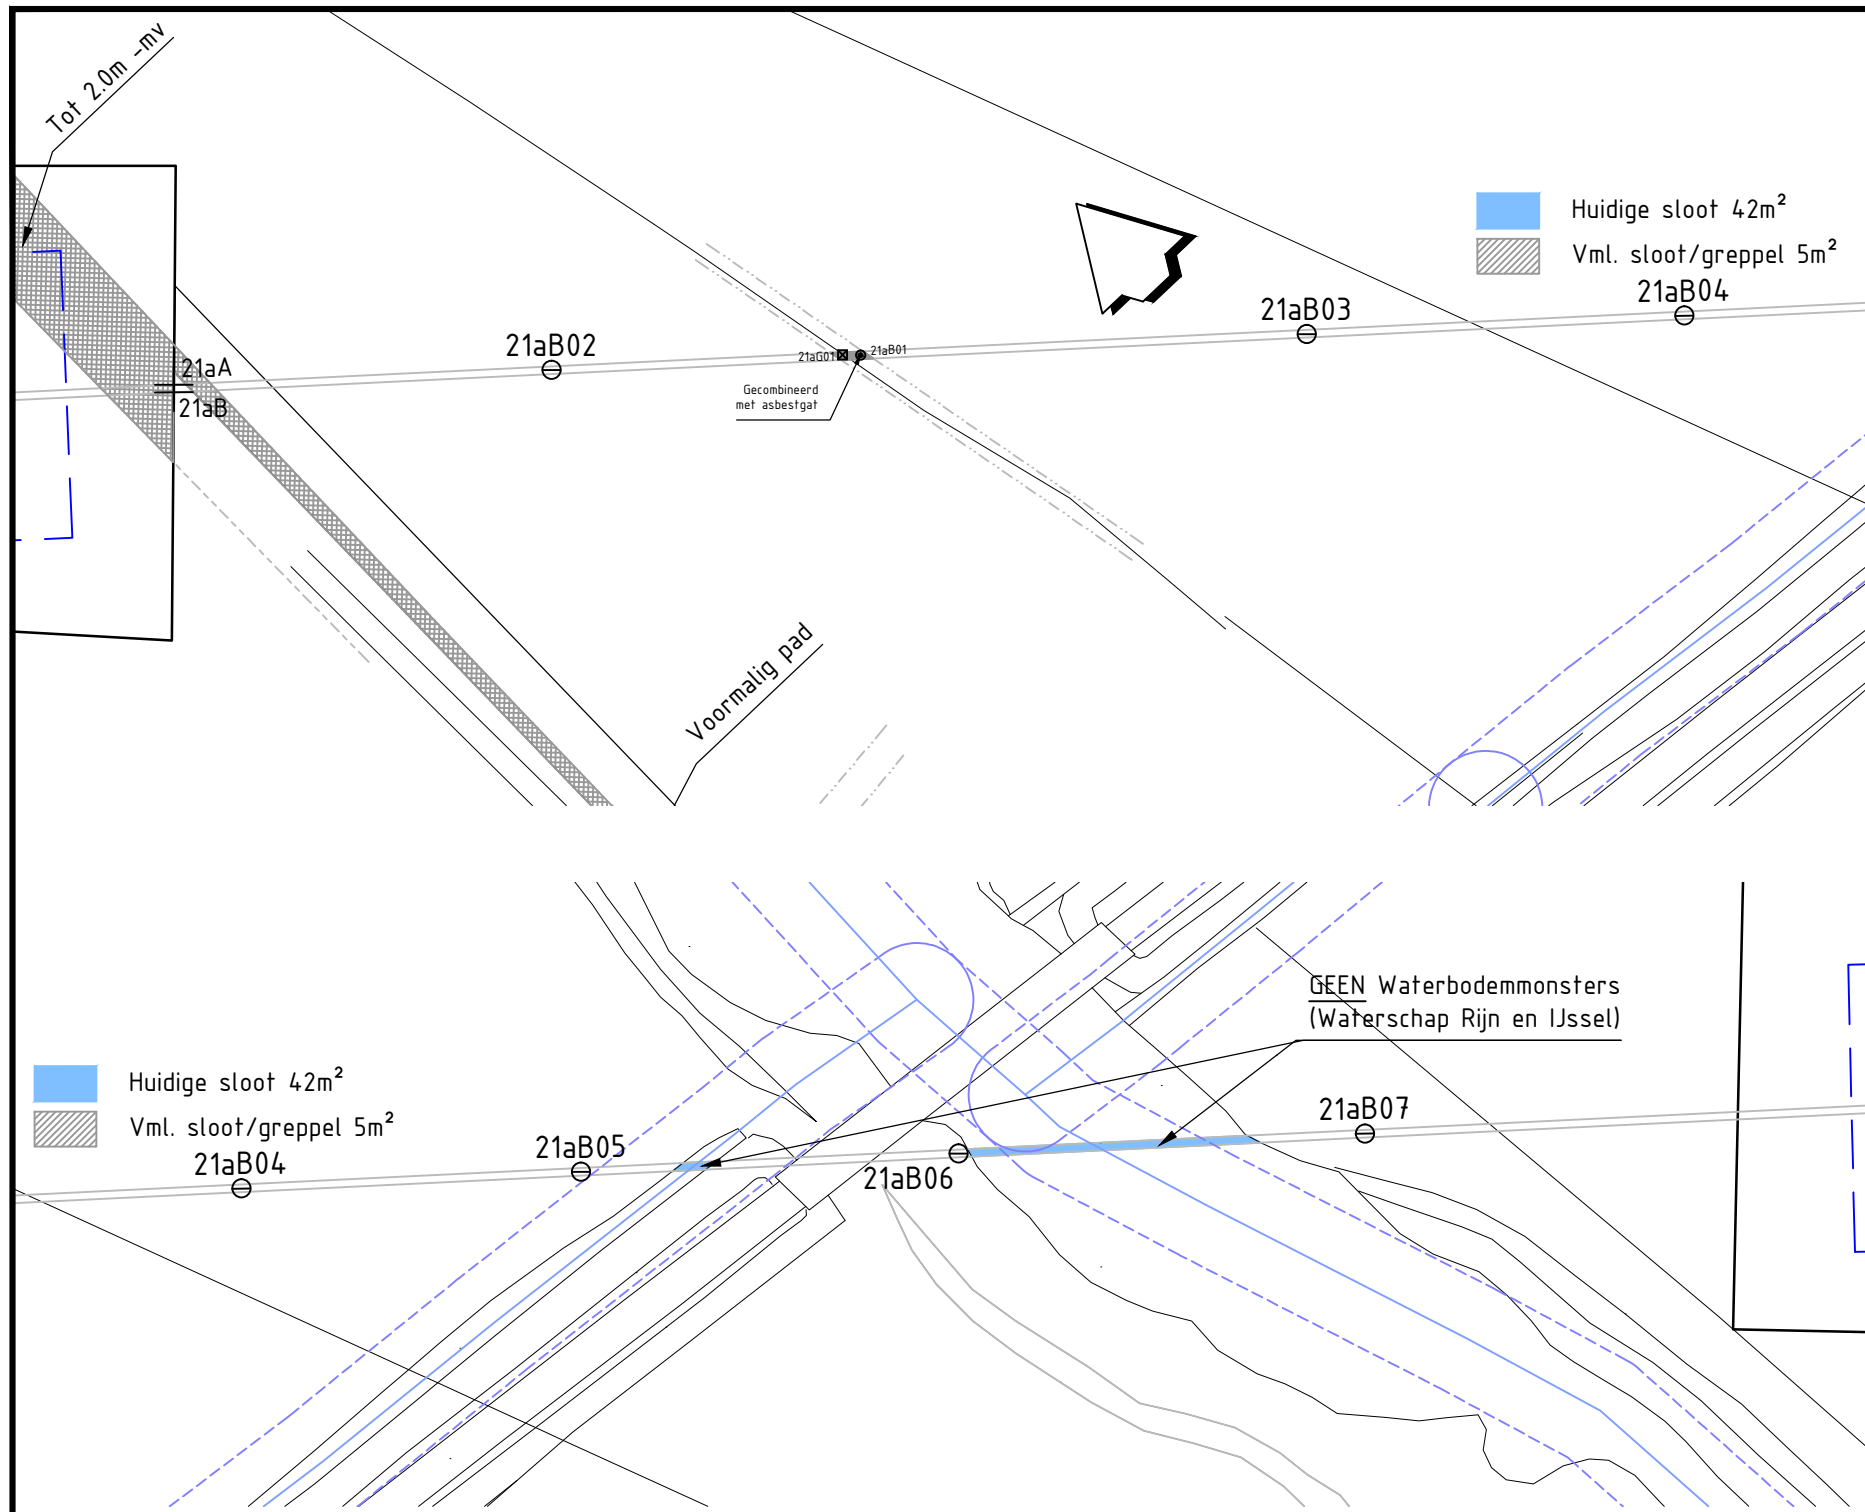 Tot 2.0m -mv
Huidige sloot 42m²
Vml. sloot/greppel 5m²
21aB04
21aB03
21aB02
21aG01
21aB01
21aA
21aB
Gecombineerd
met asbestgat
Voormalig pad
GEEN Waterbodemmonsters
(Waterschap Rijn en IJssel)
Huidige sloot 42m²
Vml. sloot/greppel 5m²
21aB04
21aB05
21aB06
21aB07